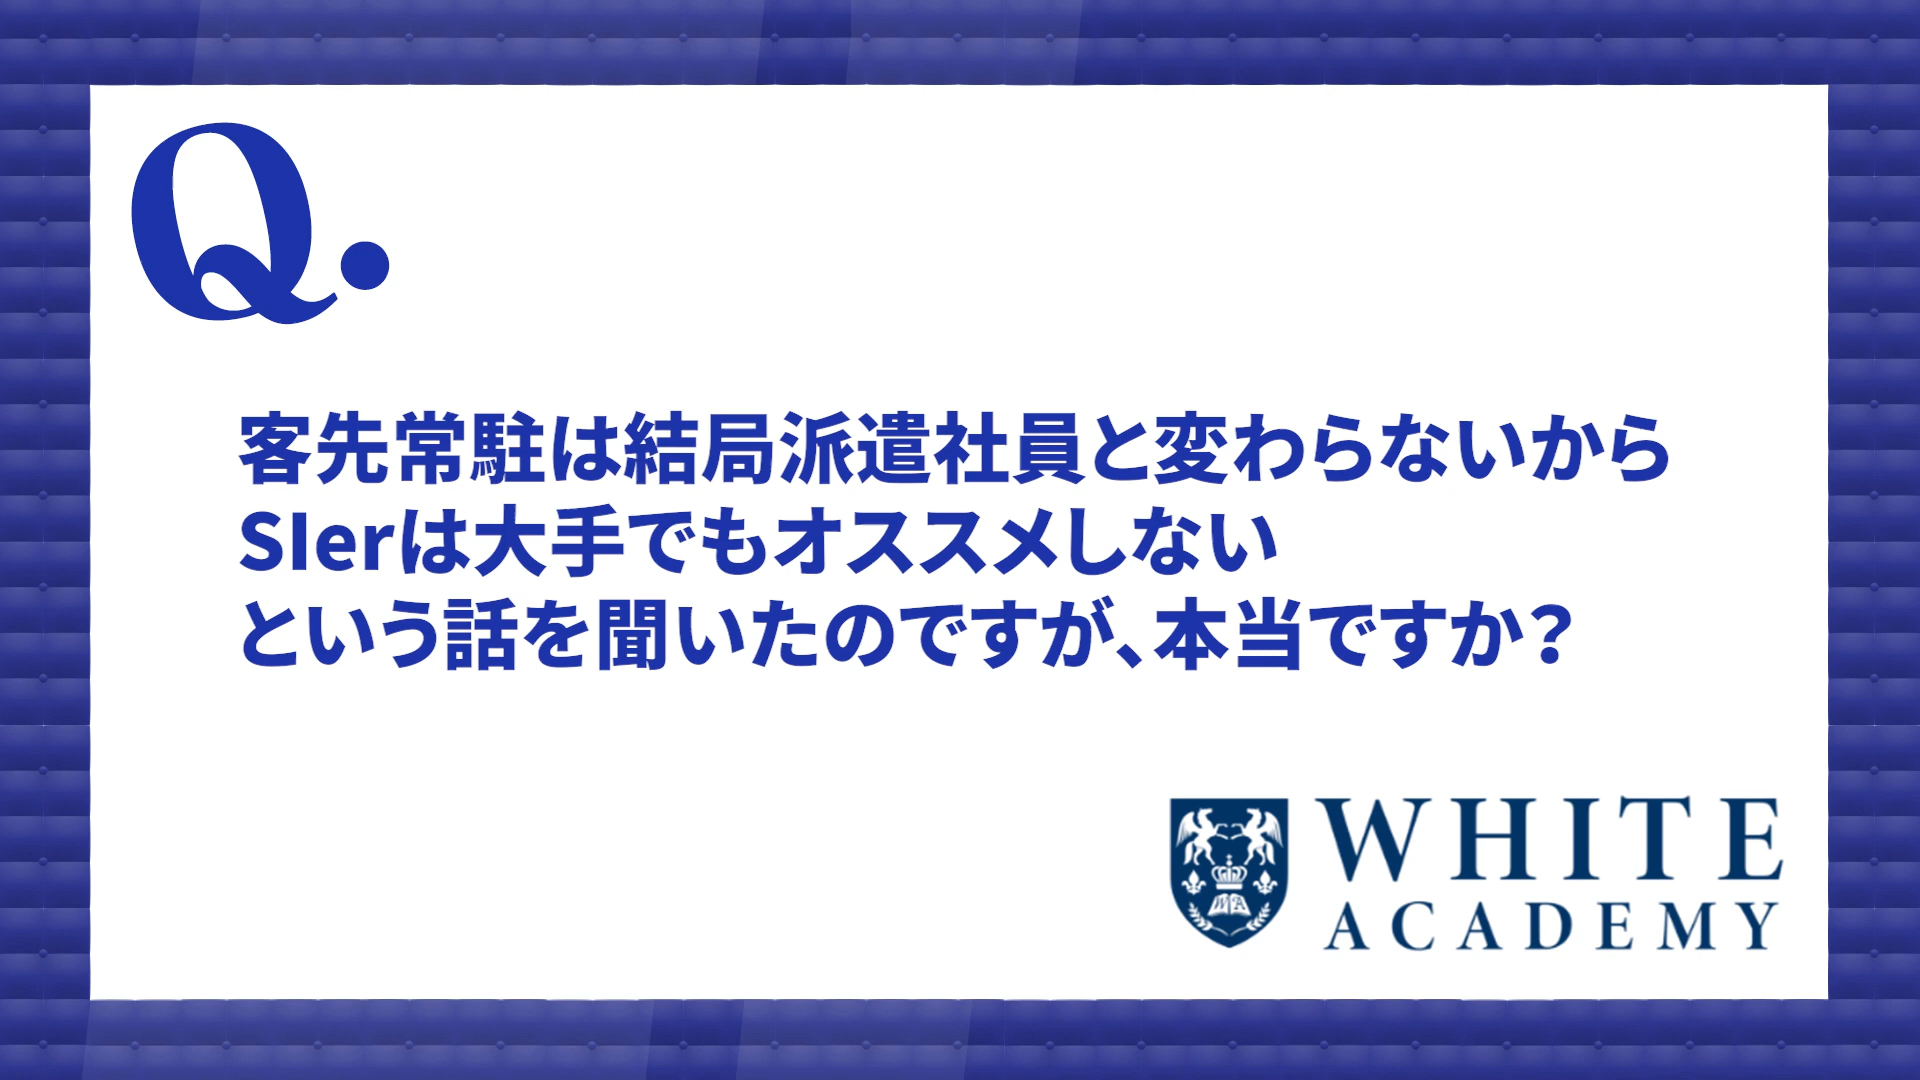 Q.
客先常駐は結局派遣社員と変わらないから
SIerは大手でもオススメしない
という話を聞いたのですが、本当ですか？
WHITE
ACADEMY